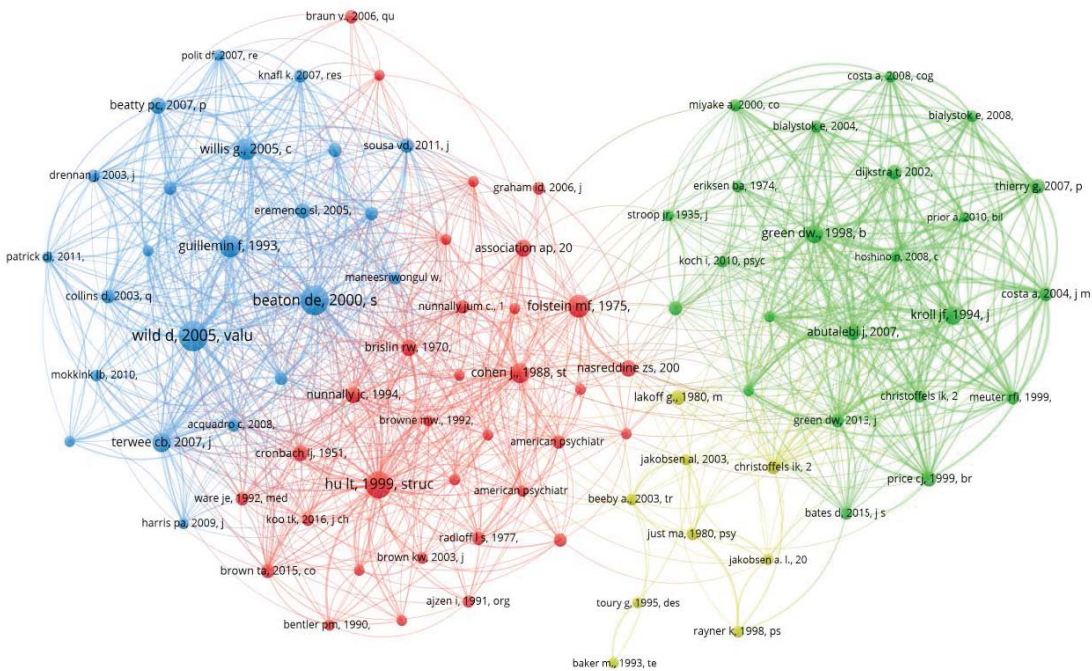 braun v., 2006, qu
polit df, 2007, re
knafl k, 2007, res
beatty pc, 2007, p
willis g., 2005, c
sousa vd, 2011, j
drennan j, 2003, j
graham id, 2006, j
eremenco sl, 2005,
guillemin f, 1993,
association ap, 20
patrick dl, 2011,
maneesriwongul w,
collins d, 2003, q
beaton de, 2000, s
nunnally jum c., 1
folstein mf, 1975,
wild d, 2005, valu
brislin rw, 1970,
mokkink lb, 2010,
cohen j., 1988, st
nasreddine zs, 200
nunnally jc, 1994,
acquadro c, 2008,
browne mw., 1992,
terwee cb, 2007, j
american psychiatr
cronbach lj, 1951,
hu lt, 1999, struc
american psychiatr
ware je, 1992, med
koo tk, 2016, j ch
harris pa, 2009, j
radloff l s, 1977,
brown kw, 2003, j
brown ta, 2015, co
ajzen i, 1991, org
bentler pm, 1990,
costa a, 2008, cog
miyake a, 2000, co
bialystok e, 2008,
bialystok e, 2004,
dijkstra t, 2002,
thierry g, 2007, p
eriksen ba, 1974,
stroop jr, 1935, j
prior a, 2010, bil
green dw., 1998, b
koch i, 2010, psyc
hoshino n, 2008, c
costa a, 2004, j m
kroll jf, 1994, j
abutalebi j, 2007,
lakoff g., 1980, m
christoffels ik, 2
meuter rfi, 1999,
green dw, 2013, j
jakobsen al, 2003,
christoffels ik, 2
price cj, 1999, br
beeby a., 2003, tr
bates d, 2015, j s
just ma, 1980, psy
jakobsen a. l., 20
toury g, 1995, des
rayner k, 1998, ps
baker m., 1993, te